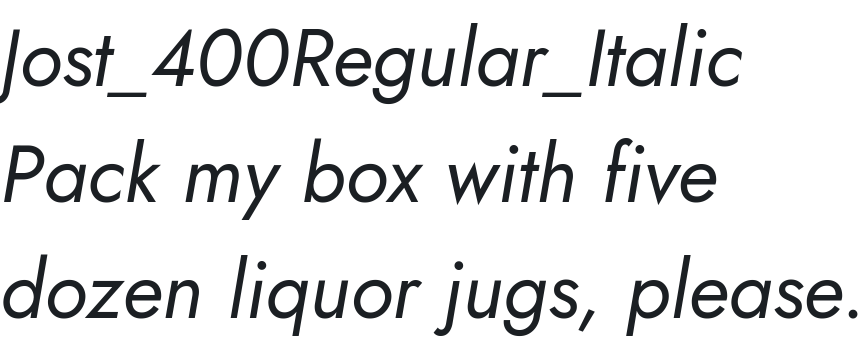 Jost_400Regular_Italic
Pack my box with five
dozen liquor jugs, please.